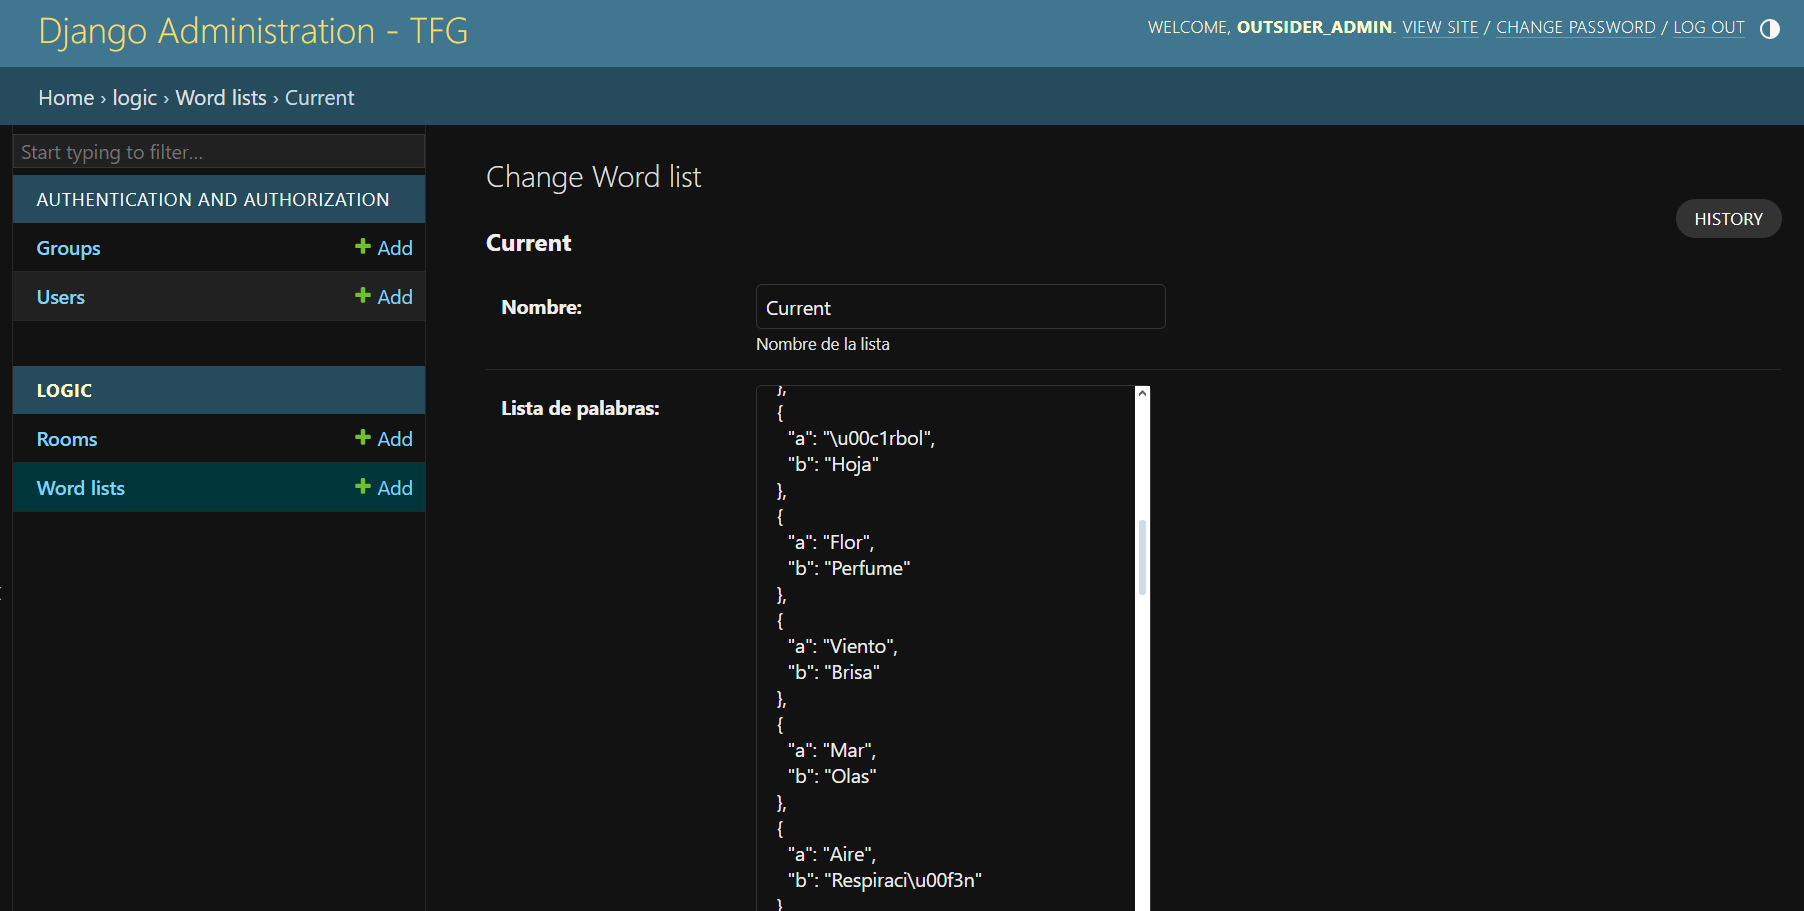 Django Administration - TFG
WELCOME, OUTSIDER_ADMIN. VIEW SITE / CHANGE PASSWORD / LOG OUT
Home › logic › Word lists › Current
Start typing to filter...
AUTHENTICATION AND AUTHORIZATION
Groups
Add
Users
Add
LOGIC
Rooms
Add
Word lists
Add
Change Word list
HISTORY
Current
Nombre:
Current
Nombre de la lista
Lista de palabras:
},
{
"a": "\u00c1rbol",
"b": "Hoja"
},
{
"a": "Flor",
"b": "Perfume"
},
{
"a": "Viento",
"b": "Brisa"
},
{
"a": "Mar",
"b": "Olas"
},
{
"a": "Aire",
"b": "Respiraci\u00f3n"
}